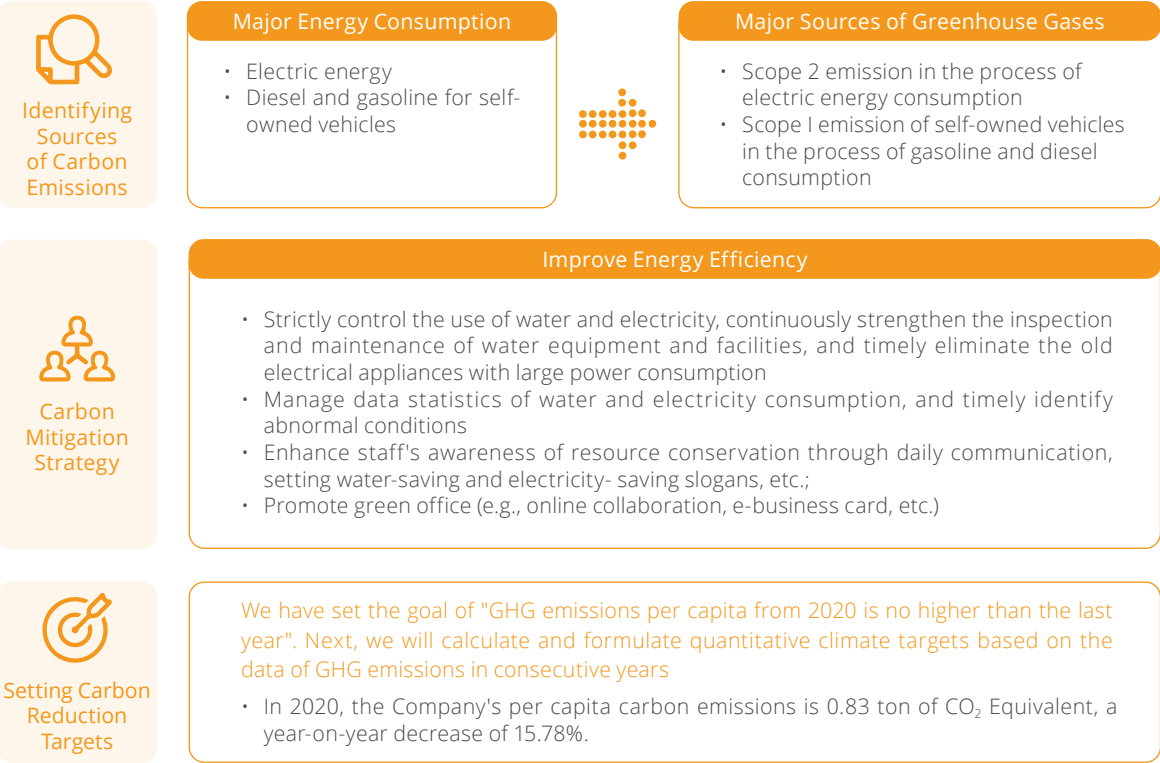 Identifying
Sources
of Carbon
Emissions
Major Energy Consumption
• Electric energy
• Diesel and gasoline for self-
owned vehicles
Major Sources of Greenhouse Gases
• Scope 2 emission in the process of
electric energy consumption
• Scope I emission of self-owned vehicles
in the process of gasoline and diesel
consumption
Carbon
Mitigation
Strategy
Improve Energy Efficiency
• Strictly control the use of water and electricity, continuously strengthen the inspection
and maintenance of water equipment and facilities, and timely eliminate the old
electrical appliances with large power consumption
• Manage data statistics of water and electricity consumption, and timely identify
abnormal conditions
• Enhance staff's awareness of resource conservation through daily communication,
setting water-saving and electricity- saving slogans, etc.;
• Promote green office (e.g., online collaboration, e-business card, etc.)
Setting Carbon
Reduction
Targets
We have set the goal of "GHG emissions per capita from 2020 is no higher than the last
year". Next, we will calculate and formulate quantitative climate targets based on the
data of GHG emissions in consecutive years
• In 2020, the Company's per capita carbon emissions is 0.83 ton of CO₂ Equivalent, a
year-on-year decrease of 15.78%.